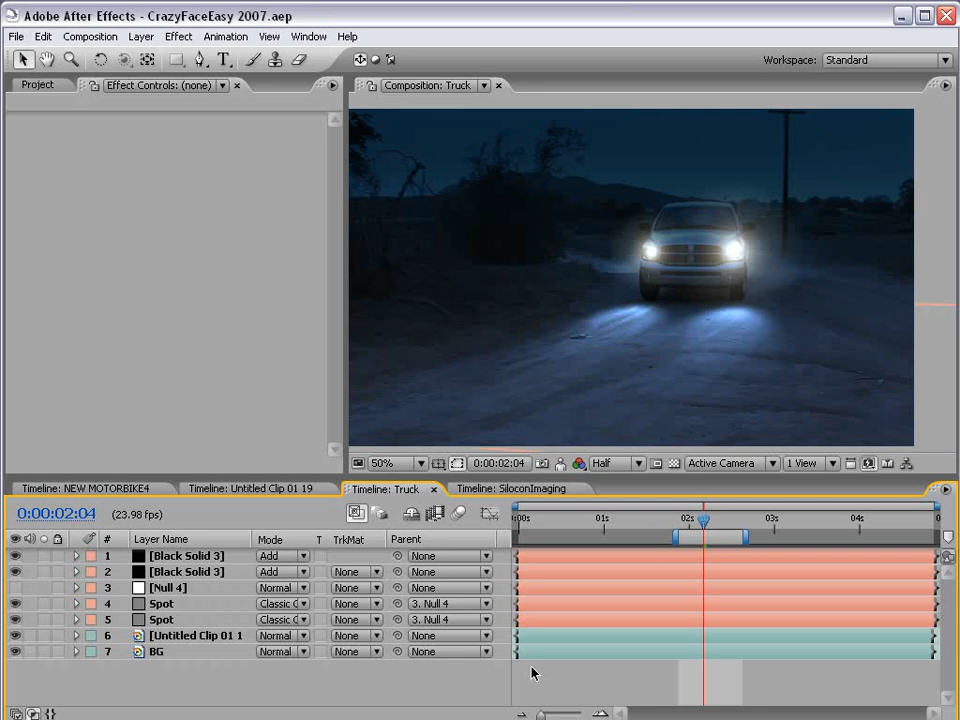 Adobe After Effects - CrazyFaceEasy 2007.aep
File Edit Composition Layer Effect Animation View Window Help
Workspace: Standard
Project Effect Controls: (none) Composition: Truck
50% 0:00:02:04 Half Active Camera 1 View
Timeline: NEW MOTORBIKE4 Timeline: Untitled Clip 01 19 Timeline: Truck Timeline: SiloconImaging
0:00:02:04 (23.98 fps) 0:00s 01s 02s 03s 04s 0
# Layer Name Mode T TrkMat Parent
1 [Black Solid 3] Add None
2 [Black Solid 3] Add None None
3 [Null 4] Normal None None
4 Spot Classic C None 3. Null 4
5 Spot Classic C None 3. Null 4
6 [Untitled Clip 01 1 Normal None None
7 BG Normal None None